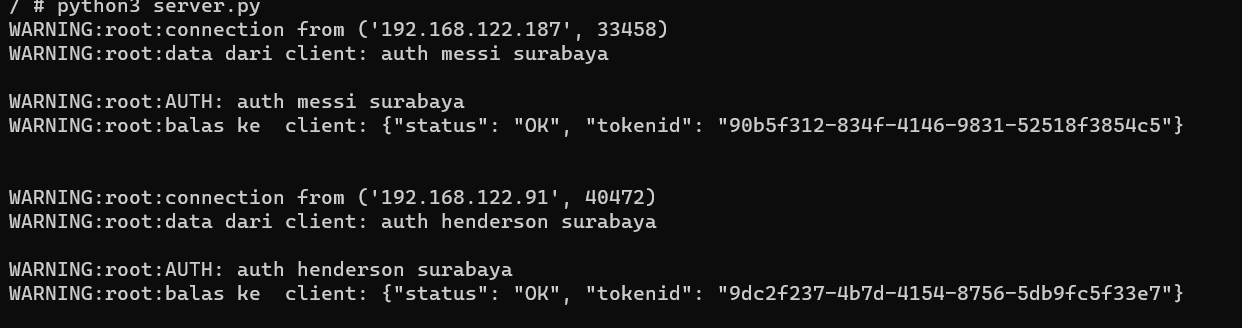 / # python3 server.py
WARNING:root:connection from ('192.168.122.187', 33458)
WARNING:root:data dari client: auth messi surabaya
WARNING:root:AUTH: auth messi surabaya
WARNING:root:balas ke  client: {"status": "OK", "tokenid": "90b5f312-834f-4146-9831-52518f3854c5"}
WARNING:root:connection from ('192.168.122.91', 40472)
WARNING:root:data dari client: auth henderson surabaya
WARNING:root:AUTH: auth henderson surabaya
WARNING:root:balas ke  client: {"status": "OK", "tokenid": "9dc2f237-4b7d-4154-8756-5db9fc5f33e7"}